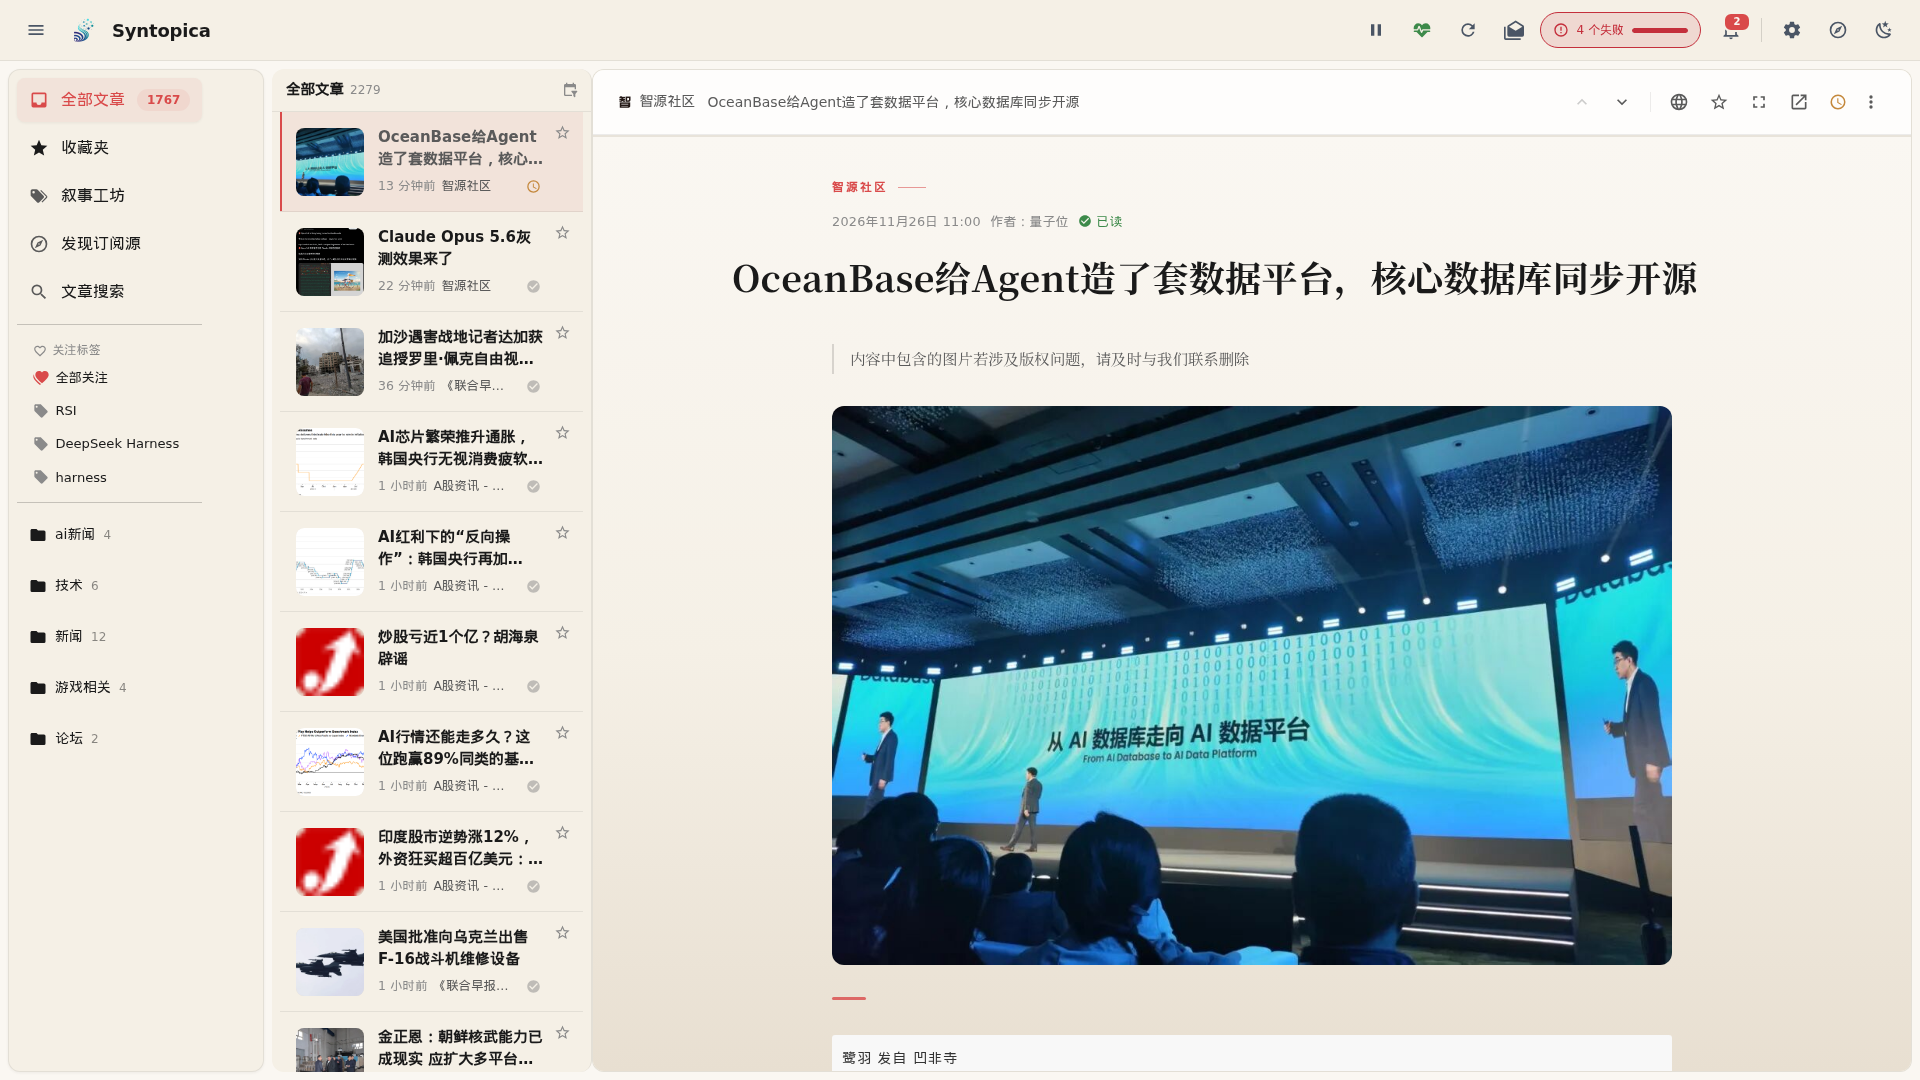 Syntopica
4 个失败
2
全部文章 1767
收藏夹
叙事工坊
发现订阅源
文章搜索
关注标签
全部关注
RSI
DeepSeek Harness
harness
ai新闻 4
技术 6
新闻 12
游戏相关 4
论坛 2
全部文章 2279
OceanBase给Agent
造了套数据平台，核心...
13 分钟前 智源社区
Claude Opus 5.6灰
测效果来了
22 分钟前 智源社区
加沙遇害战地记者达加获
追授罗里·佩克自由视...
36 分钟前 《联合早...
AI芯片繁荣推升通胀，
韩国央行无视消费疲软...
1 小时前 A股资讯 - ...
AI红利下的“反向操
作”：韩国央行再加...
1 小时前 A股资讯 - ...
炒股亏近1个亿？胡海泉
辟谣
1 小时前 A股资讯 - ...
AI行情还能走多久？这
位跑赢89%同类的基...
1 小时前 A股资讯 - ...
印度股市逆势涨12%，
外资狂买超百亿美元：...
1 小时前 A股资讯 - ...
美国批准向乌克兰出售
F-16战斗机维修设备
1 小时前 《联合早报...
金正恩：朝鲜核武能力已
成现实 应扩大多平台...
智 智源社区 OceanBase给Agent造了套数据平台，核心数据库同步开源
智源社区
2026年11月26日 11:00 作者：量子位 已读
OceanBase给Agent造了套数据平台，核心数据库同步开源
内容中包含的图片若涉及版权问题，请及时与我们联系删除
从 AI 数据库走向 AI 数据平台
From AI Database to AI Data Platform
鹭羽 发自 凹非寺